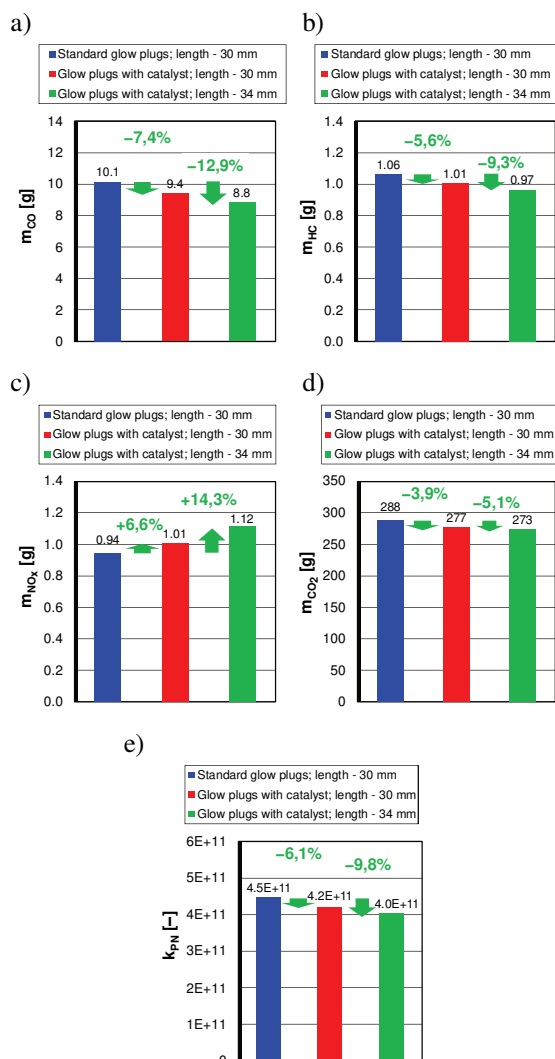 a)
Standard glow plugs; length - 30 mm
Glow plugs with catalyst; length - 30 mm
Glow plugs with catalyst; length - 34 mm
14
12
10
8
6
4
2
0
mCO [g]
−7,4%
−12,9%
10.1
9.4
8.8
b)
Standard glow plugs; length - 30 mm
Glow plugs with catalyst; length - 30 mm
Glow plugs with catalyst; length - 34 mm
1.4
1.2
1.0
0.8
0.6
0.4
0.2
0.0
mHC [g]
−5,6%
−9,3%
1.06
1.01
0.97
c)
Standard glow plugs; length - 30 mm
Glow plugs with catalyst; length - 30 mm
Glow plugs with catalyst; length - 34 mm
1.4
1.2
1.0
0.8
0.6
0.4
0.2
0.0
mNOx [g]
+14,3%
+6,6%
0.94
1.01
1.12
d)
Standard glow plugs; length - 30 mm
Glow plugs with catalyst; length - 30 mm
Glow plugs with catalyst; length - 34 mm
350
300
250
200
150
100
50
0
mCO2 [g]
−3,9%
−5,1%
288
277
273
e)
Standard glow plugs; length - 30 mm
Glow plugs with catalyst; length - 30 mm
Glow plugs with catalyst; length - 34 mm
6E+11
5E+11
4E+11
3E+11
2E+11
1E+11
0
kPN [−]
−6,1%
−9,8%
4.5E+11
4.2E+11
4.0E+11